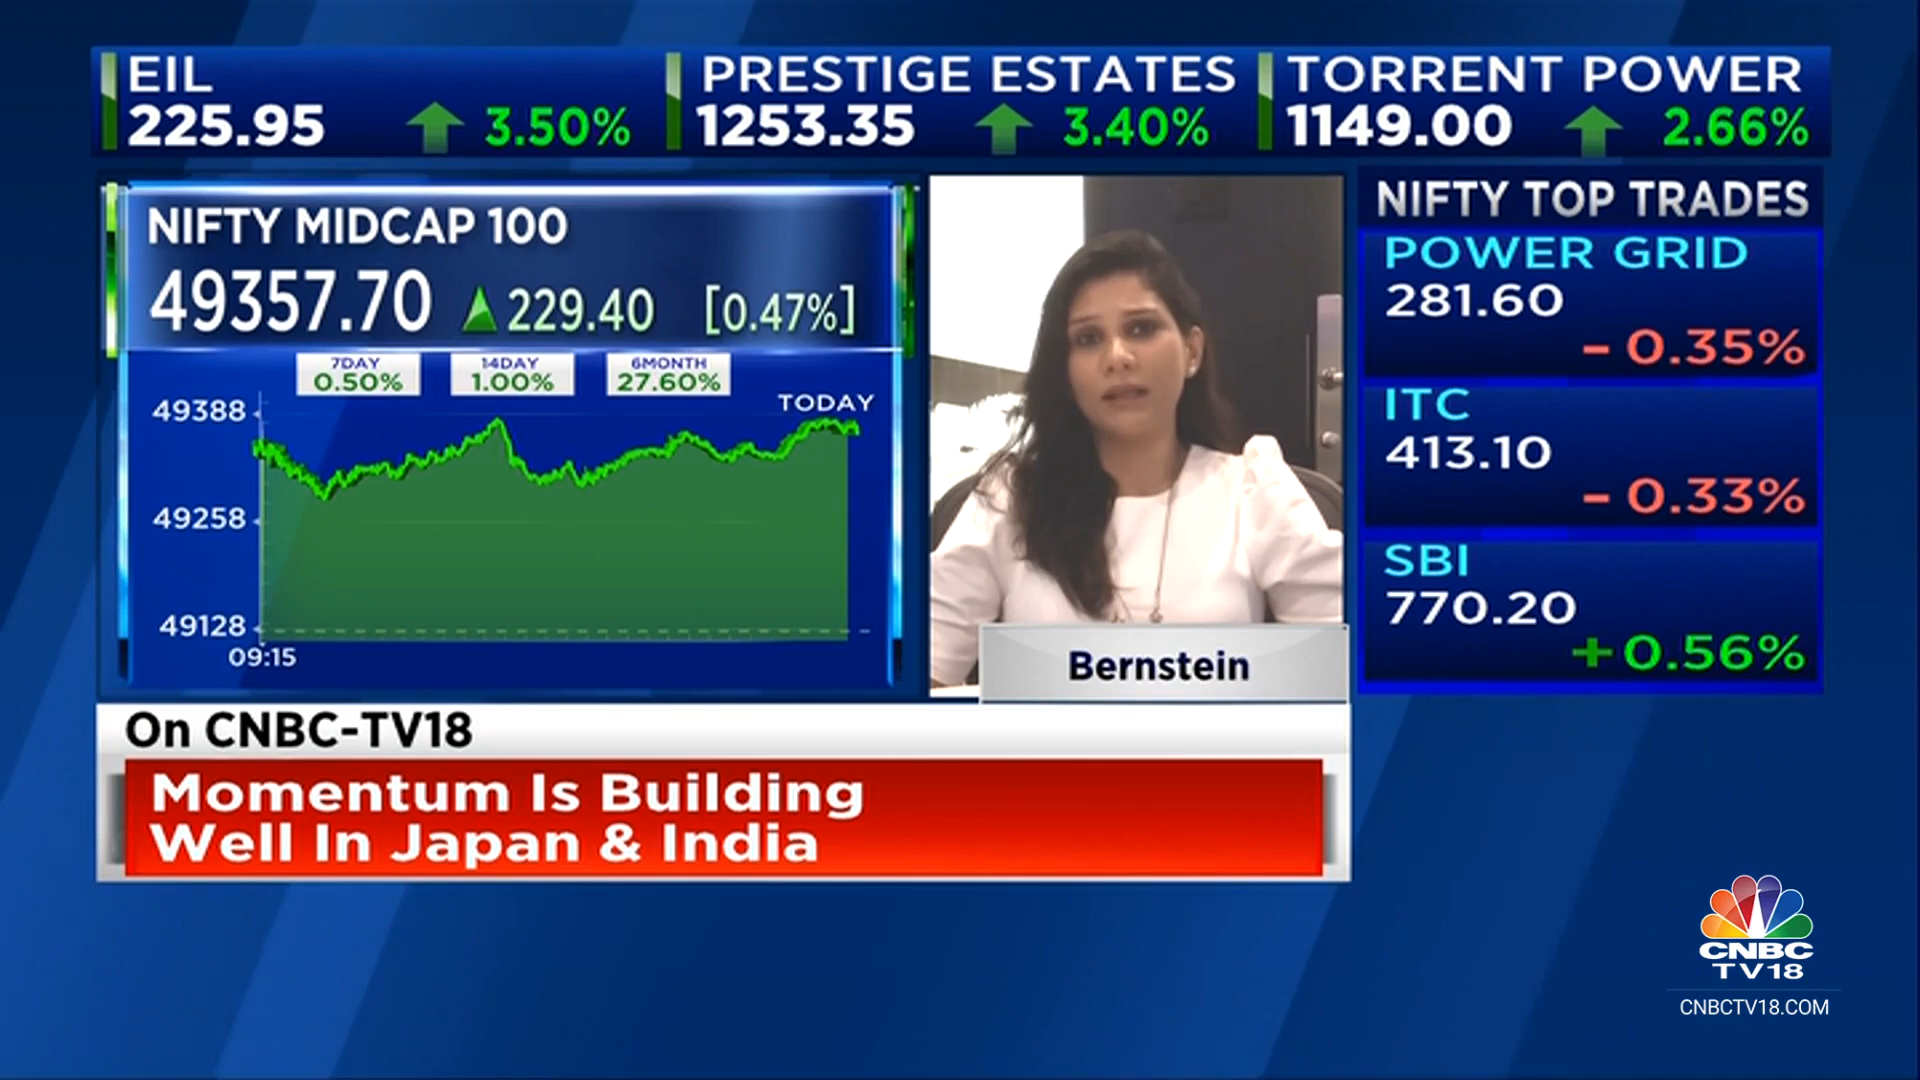 EIL
225.95 3.50%
PRESTIGE ESTATES
1253.35 3.40%
TORRENT POWER
1149.00 2.66%
NIFTY MIDCAP 100
49357.70 229.40 [0.47%]
7DAY
0.50%
14DAY
1.00%
6MONTH
27.60%
TODAY
49388
49258
49128
09:15
Bernstein
NIFTY TOP TRADES
POWER GRID
281.60
- 0.35%
ITC
413.10
- 0.33%
SBI
770.20
+0.56%
On CNBC-TV18
Momentum Is Building
Well In Japan & India
CNBC
TV18
CNBCTV18.COM